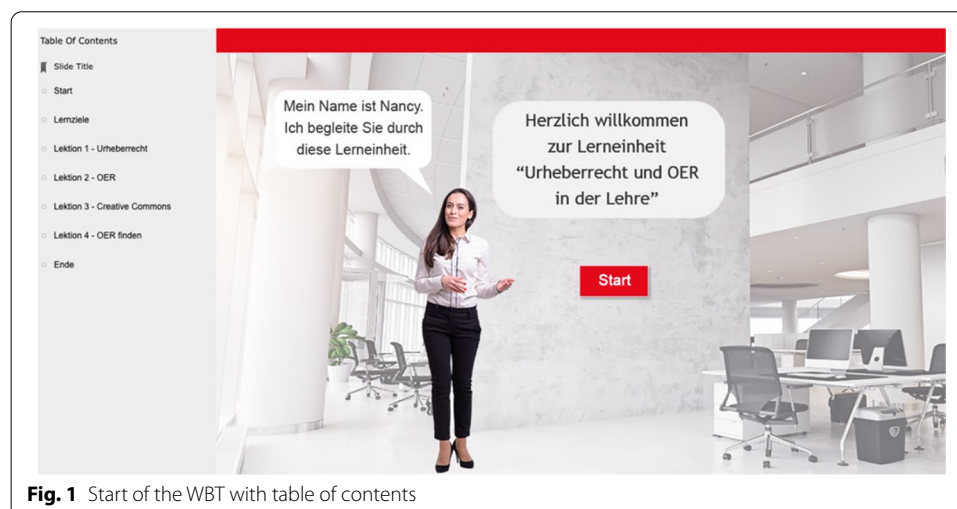 Table Of Contents
Slide Title
Start
Lernziele
Lektion 1 - Urheberrecht
Lektion 2 - OER
Lektion 3 - Creative Commons
Lektion 4 - OER finden
Ende
Mein Name ist Nancy.
Ich begleite Sie durch
diese Lerneinheit.
Herzlich willkommen
zur Lerneinheit
“Urheberrecht und OER
in der Lehre”
Start
Fig. 1 Start of the WBT with table of contents